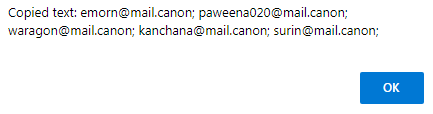 Copied text: emorn@mail.canon; paweena020@mail.canon;
waragon@mail.canon; kanchana@mail.canon; surin@mail.canon;
OK